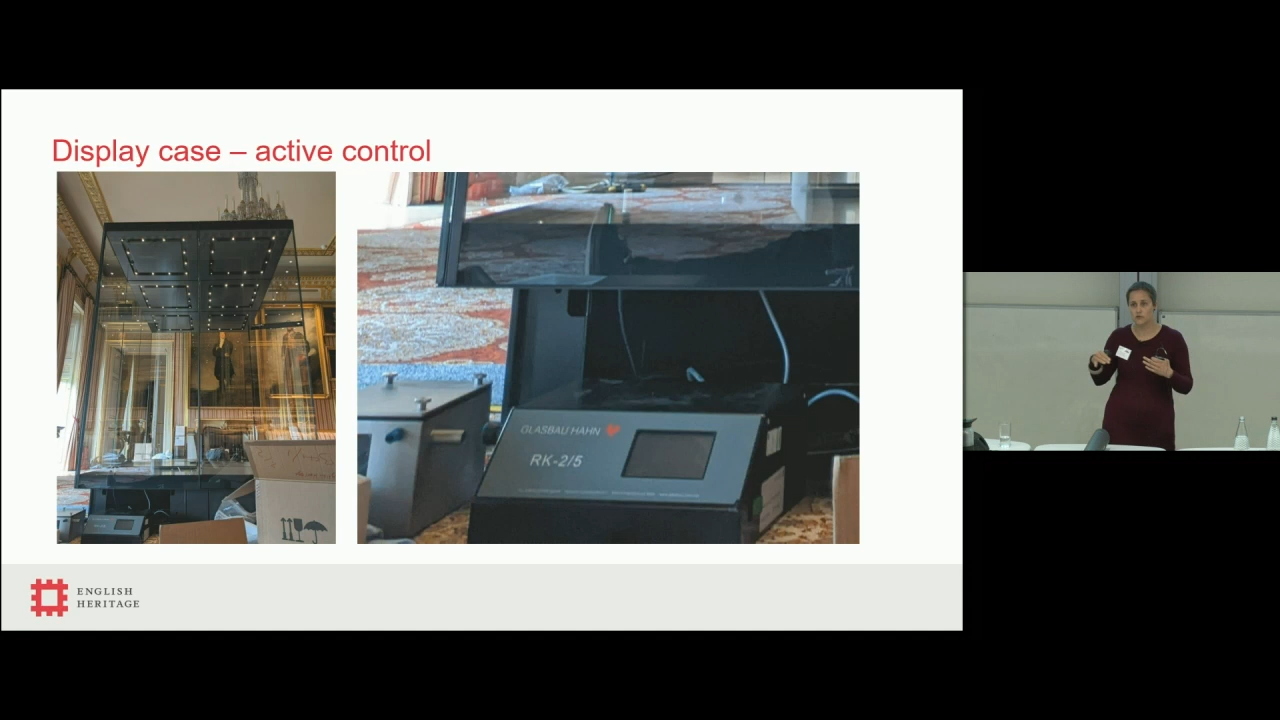 Display case – active control
GLASBAU HAHN
RK-2/5
ENGLISH
HERITAGE